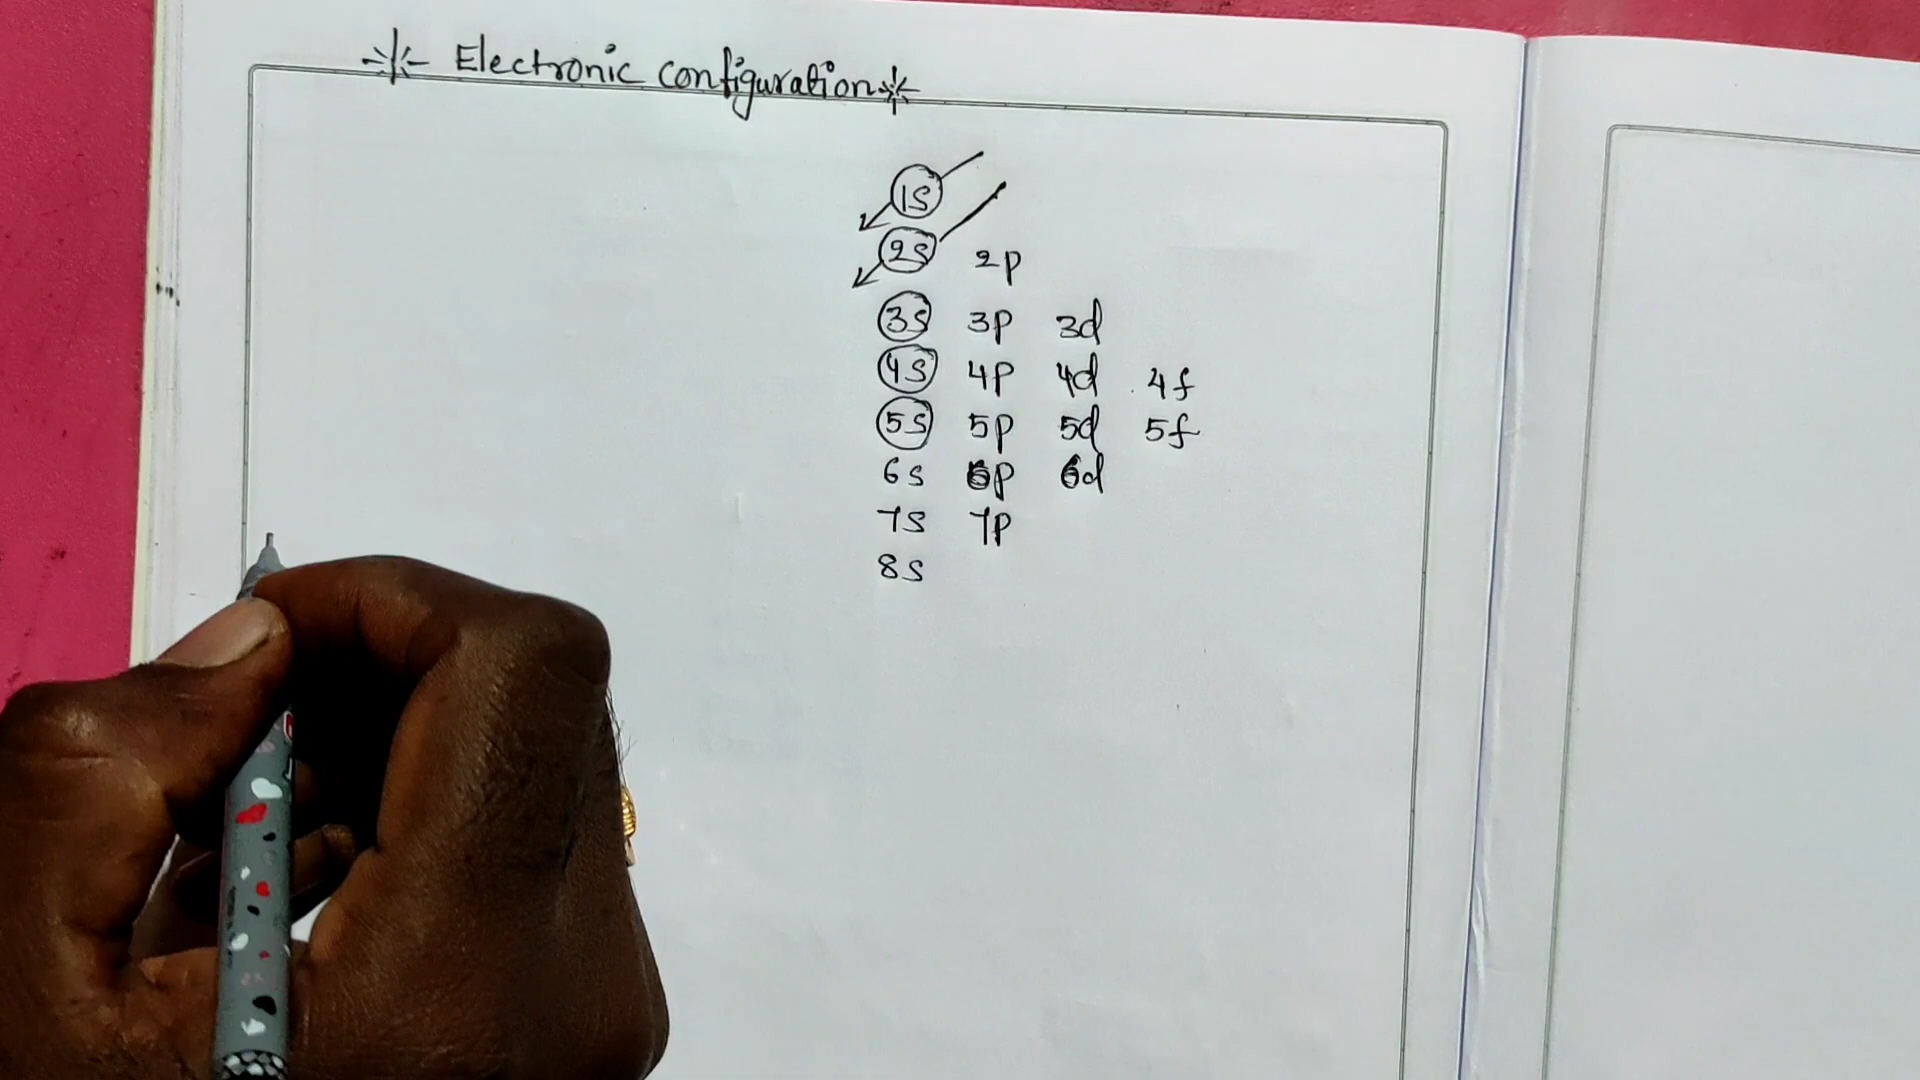 Electronic configuration
1s
2s 2p
3s 3p 3d
4s 4p 4d 4f
5s 5p 5d 5f
6s 6p 6d
7s 7p
8s